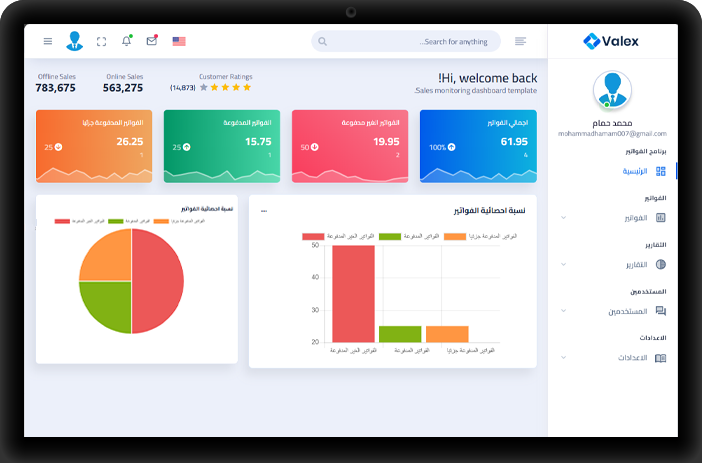 Search for anything...
Valex
Offline Sales
783,675
Online Sales
563,275
Customer Ratings
(14,873)
Hi, welcome back!
Sales monitoring dashboard template.
محمد حمام
mohammadhamam007@gmail.com
برنامج الفواتير
الرئيسية
الفواتير
الفواتير
التقارير
التقارير
المستخدمين
المستخدمين
الاعدادات
الاعدادات
اجمالي الفواتير
61.95
4
100%
الفواتير الغير مدفوعة
19.95
2
50
الفواتير المدفوعة
15.75
1
25
الفواتير المدفوعة جزئيا
26.25
1
25
نسبة احصائية الفواتير
الفواتير الغير المدفوعة
الفواتير المدفوعة
الفواتير المدفوعة جزئيا
50
40
30
20
الفواتير الغير المدفوعة
الفواتير المدفوعة
الفواتير المدفوعة جزئيا
نسبة احصائية الفواتير
الفواتير الغير المدفوعة
الفواتير المدفوعة
الفواتير المدفوعة جزئيا